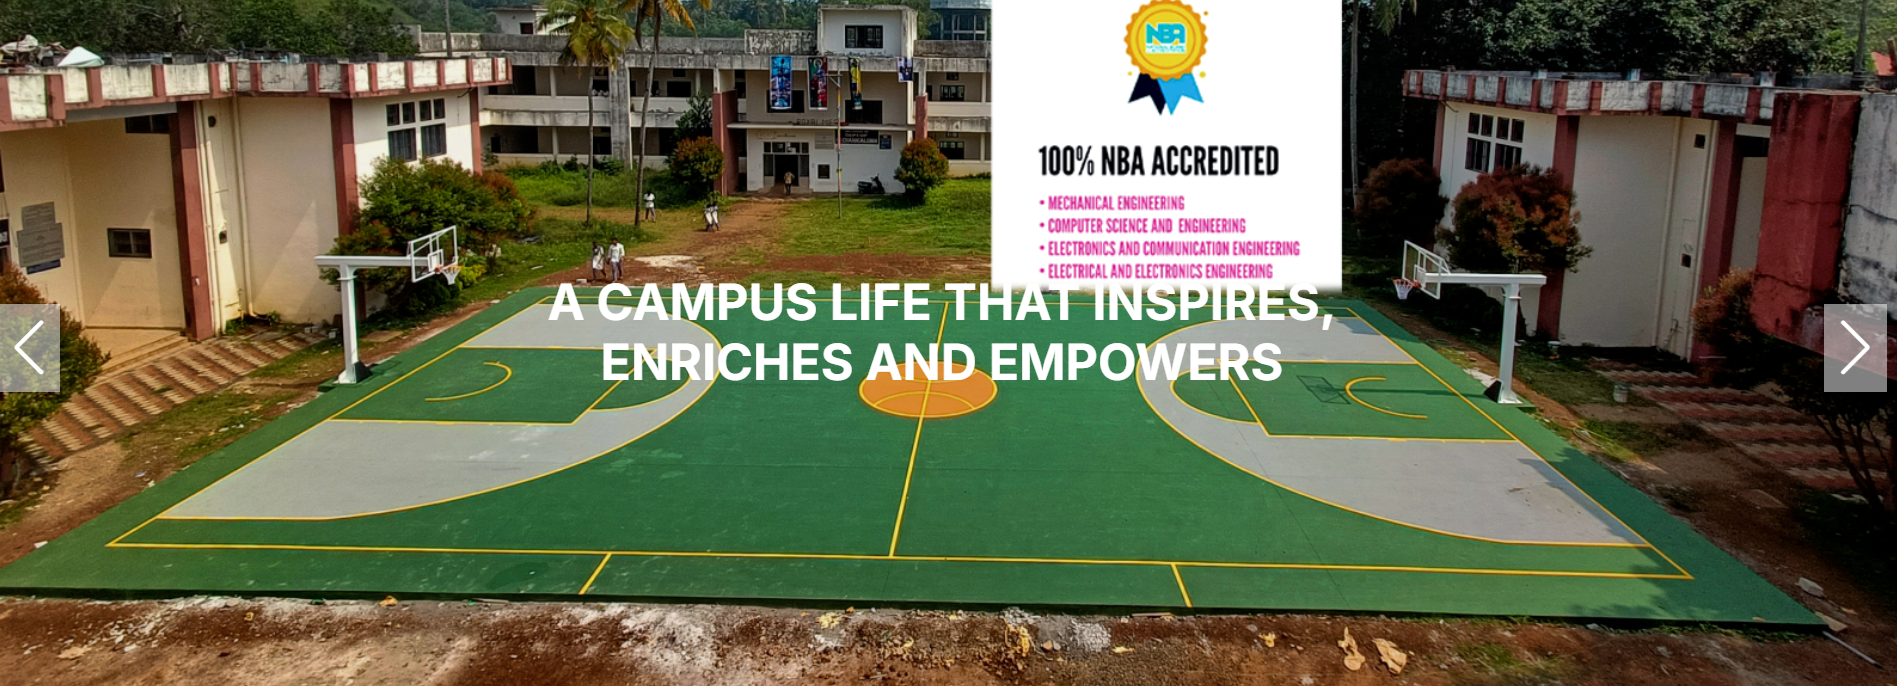 NBA
100% NBA ACCREDITED
• MECHANICAL ENGINEERING
• COMPUTER SCIENCE AND ENGINEERING
• ELECTRONICS AND COMMUNICATION ENGINEERING
• ELECTRICAL AND ELECTRONICS ENGINEERING
A CAMPUS LIFE THAT INSPIRES,
ENRICHES AND EMPOWERS